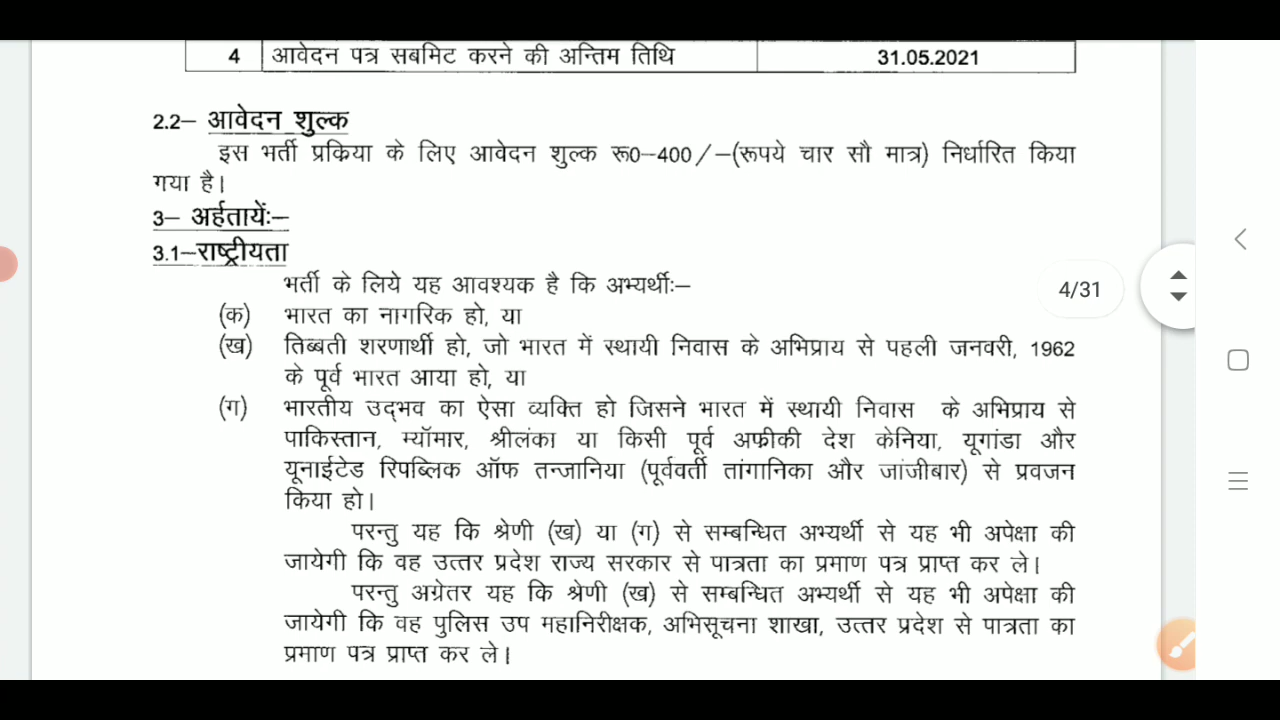 4 आवेदन पत्र सबमिट करने की अन्तिम तिथि 31.05.2021
2.2– आवेदन शुल्क
इस भर्ती प्रकिया के लिए आवेदन शुल्क रू0–400/–(रूपये चार सौ मात्र) निर्धारित किया
गया है।
3– अर्हतायें:–
3.1–राष्ट्रीयता
भर्ती के लिये यह आवश्यक है कि अभ्यर्थी:–
4/31
(क) भारत का नागरिक हो, या
(ख) तिब्बती शरणार्थी हो, जो भारत में स्थायी निवास के अभिप्राय से पहली जनवरी, 1962
के पूर्व भारत आया हो, या
(ग) भारतीय उद्भव का ऐसा व्यक्ति हो जिसने भारत में स्थायी निवास के अभिप्राय से
पाकिस्तान, म्यॉमार, श्रीलंका या किसी पूर्व अफ्रीकी देश केनिया, यूगांडा और
यूनाईटेड रिपब्लिक ऑफ तन्जानिया (पूर्ववर्ती तांगानिका और जांजीबार) से प्रवजन
किया हो।
परन्तु यह कि श्रेणी (ख) या (ग) से सम्बन्धित अभ्यर्थी से यह भी अपेक्षा की
जायेगी कि वह उत्तर प्रदेश राज्य सरकार से पात्रता का प्रमाण पत्र प्राप्त कर ले।
परन्तु अग्रेतर यह कि श्रेणी (ख) से सम्बन्धित अभ्यर्थी से यह भी अपेक्षा की
जायेगी कि वह पुलिस उप महानिरीक्षक, अभिसूचना शाखा, उत्तर प्रदेश से पात्रता का
प्रमाण पत्र प्राप्त कर ले।